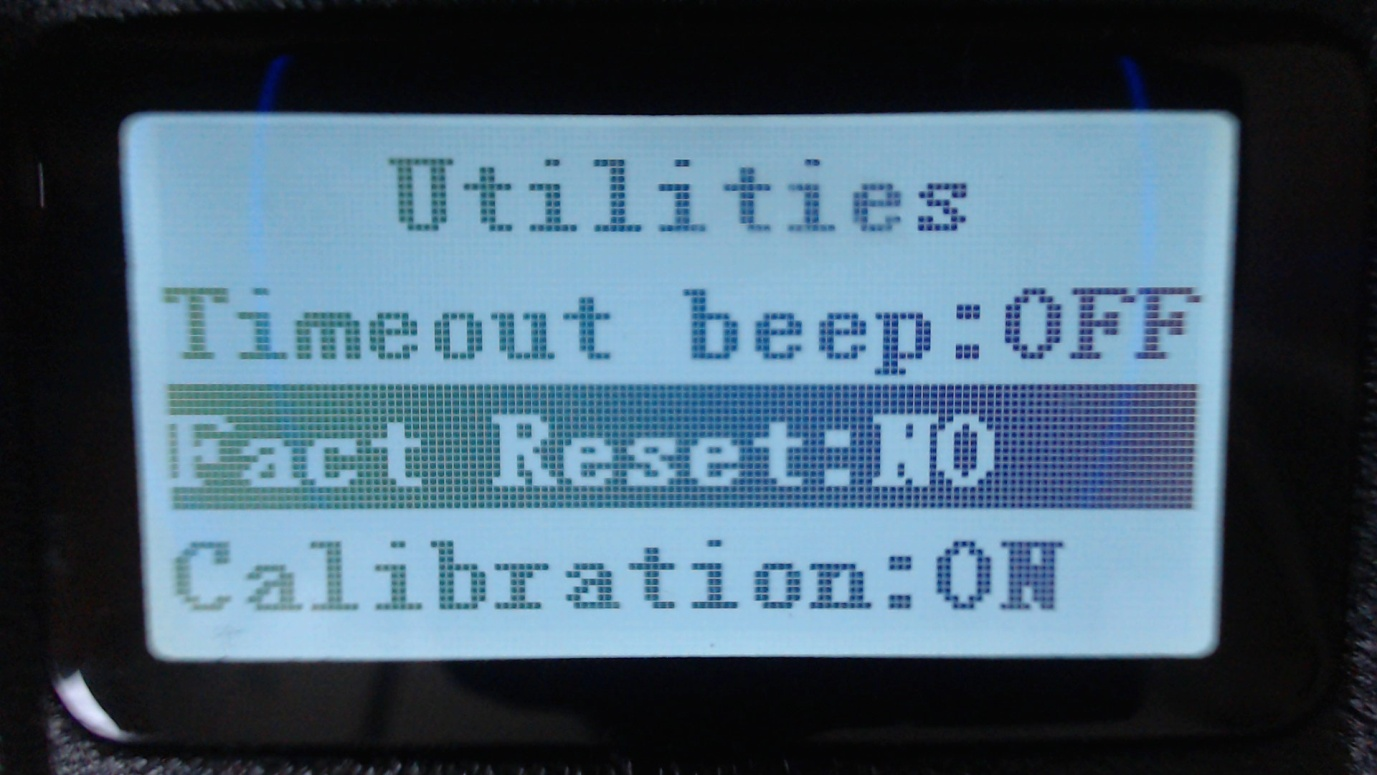 Utilities
Timeout beep:OFF
Fact Reset:NO
Calibration:ON